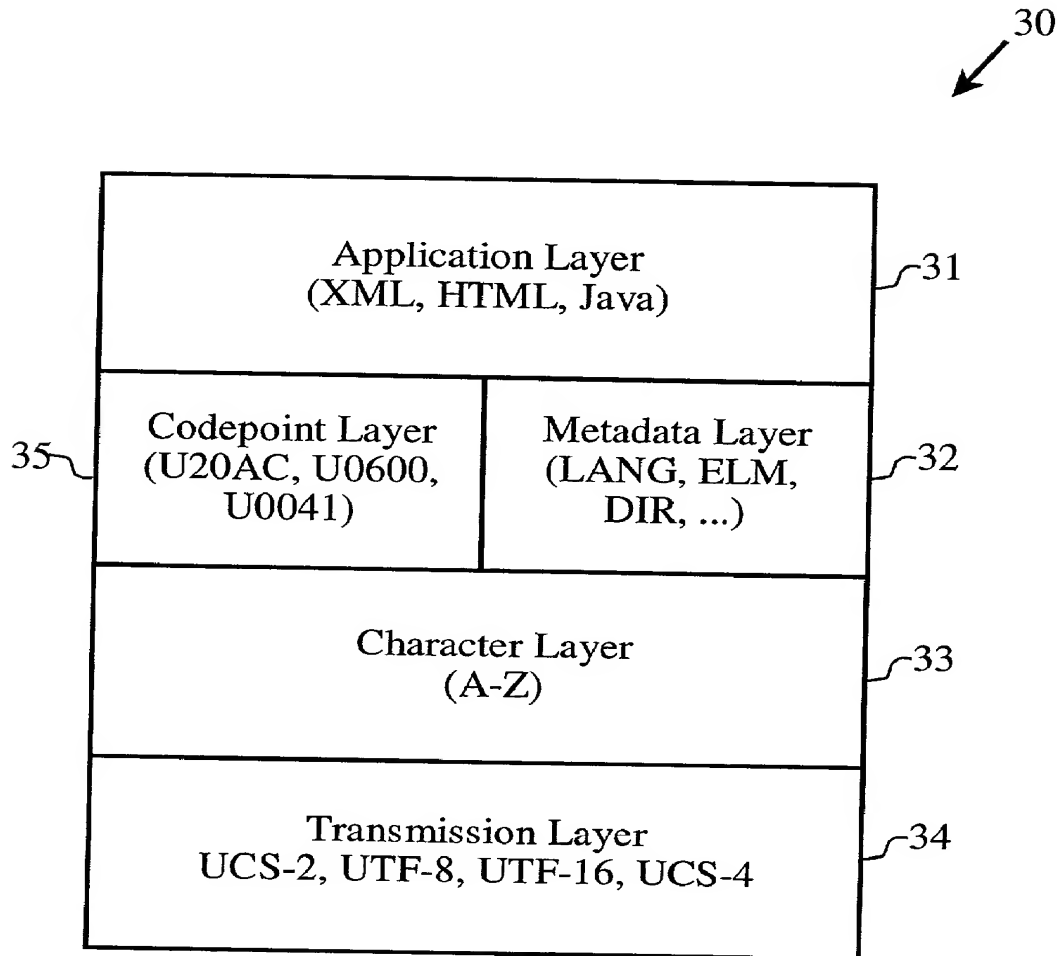 30
Application Layer
(XML, HTML, Java)
31
Codepoint Layer
(U20AC, U0600,
U0041)
35
Metadata Layer
(LANG, ELM,
DIR, ...)
32
Character Layer
(A-Z)
33
Transmission Layer
UCS-2, UTF-8, UTF-16, UCS-4
34